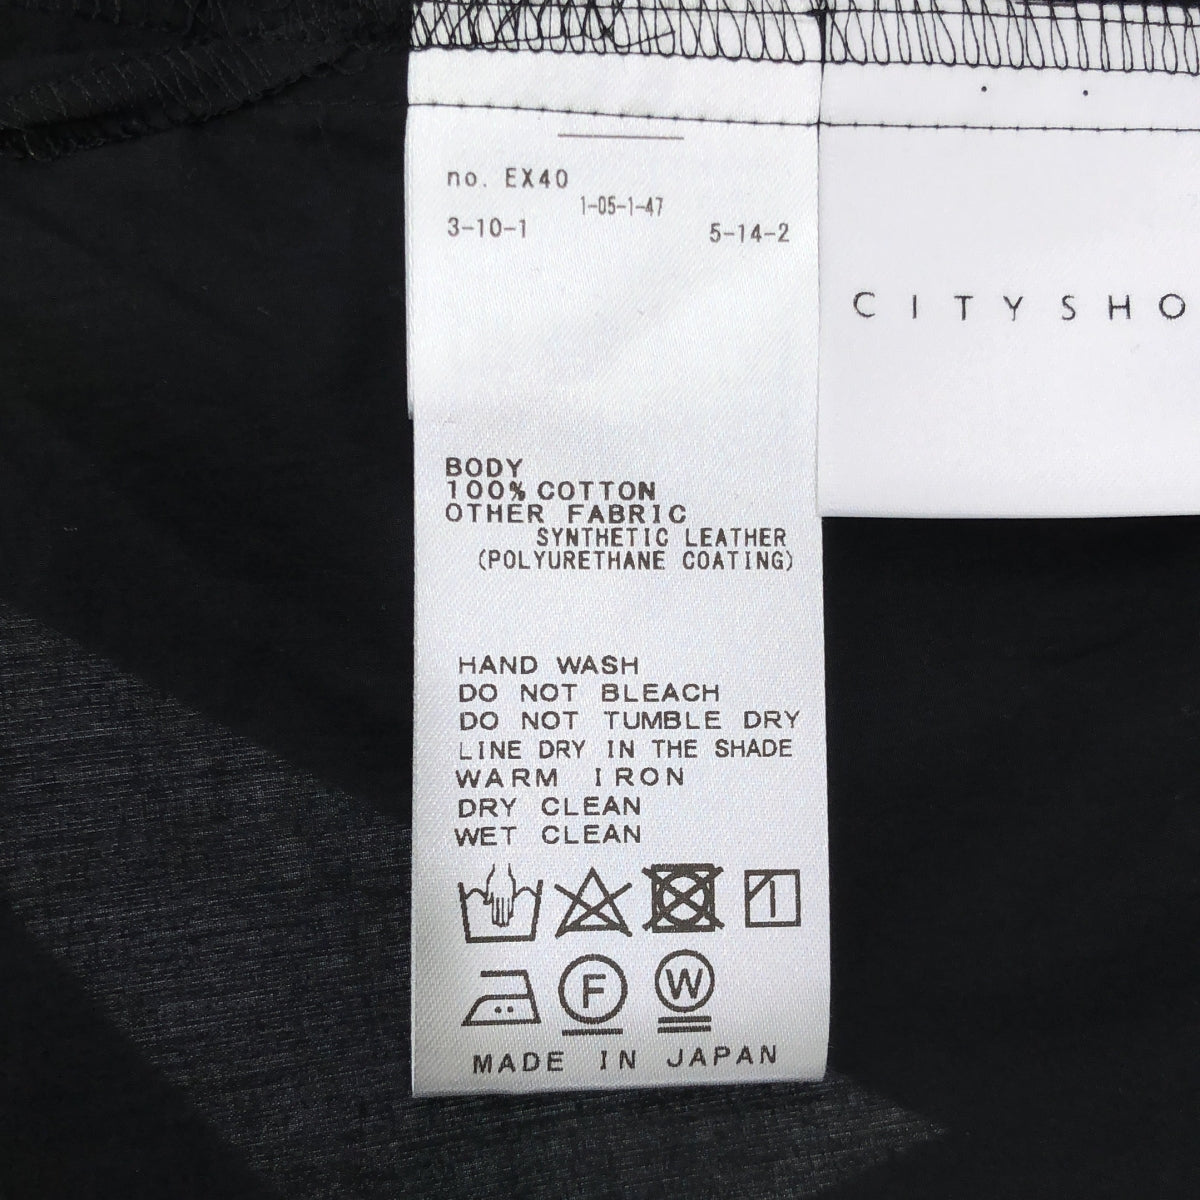 no. EX40
1-05-1-47
3-10-1 5-14-2
CITYSHO
BODY
100% COTTON
OTHER FABRIC
SYNTHETIC LEATHER
(POLYURETHANE COATING)
HAND WASH
DO NOT BLEACH
DO NOT TUMBLE DRY
LINE DRY IN THE SHADE
WARM IRON
DRY CLEAN
WET CLEAN
F W
MADE IN JAPAN